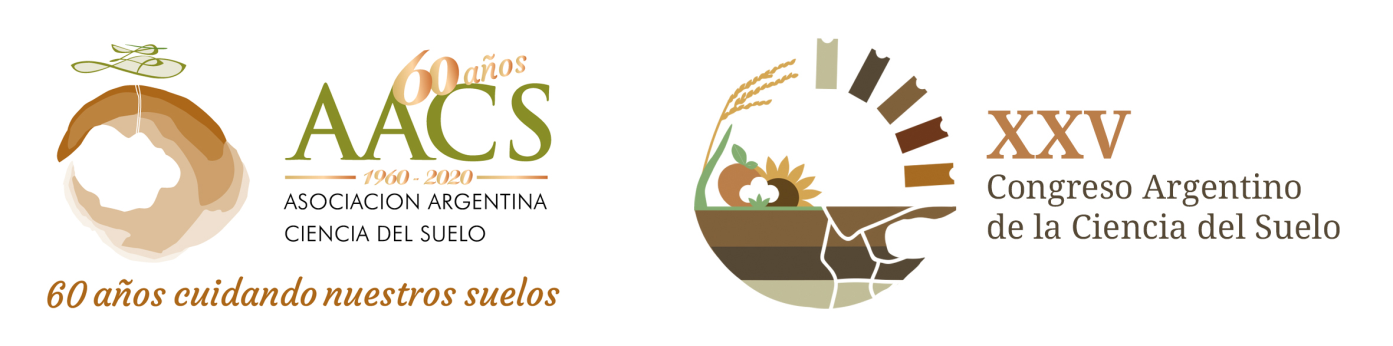 60 años
AACS
1960 - 2020
ASOCIACION ARGENTINA
CIENCIA DEL SUELO
60 años cuidando nuestros suelos
XXV
Congreso Argentino
de la Ciencia del Suelo